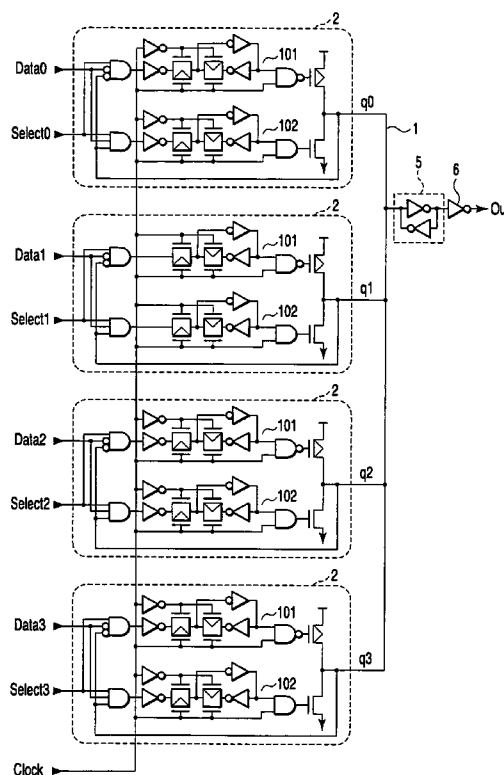 2
Data0
101
q0
1
Select0
102
5
6
Ou
2
Data1
101
q1
Select1
102
2
Data2
101
q2
Select2
102
2
Data3
101
q3
Select3
102
Clock